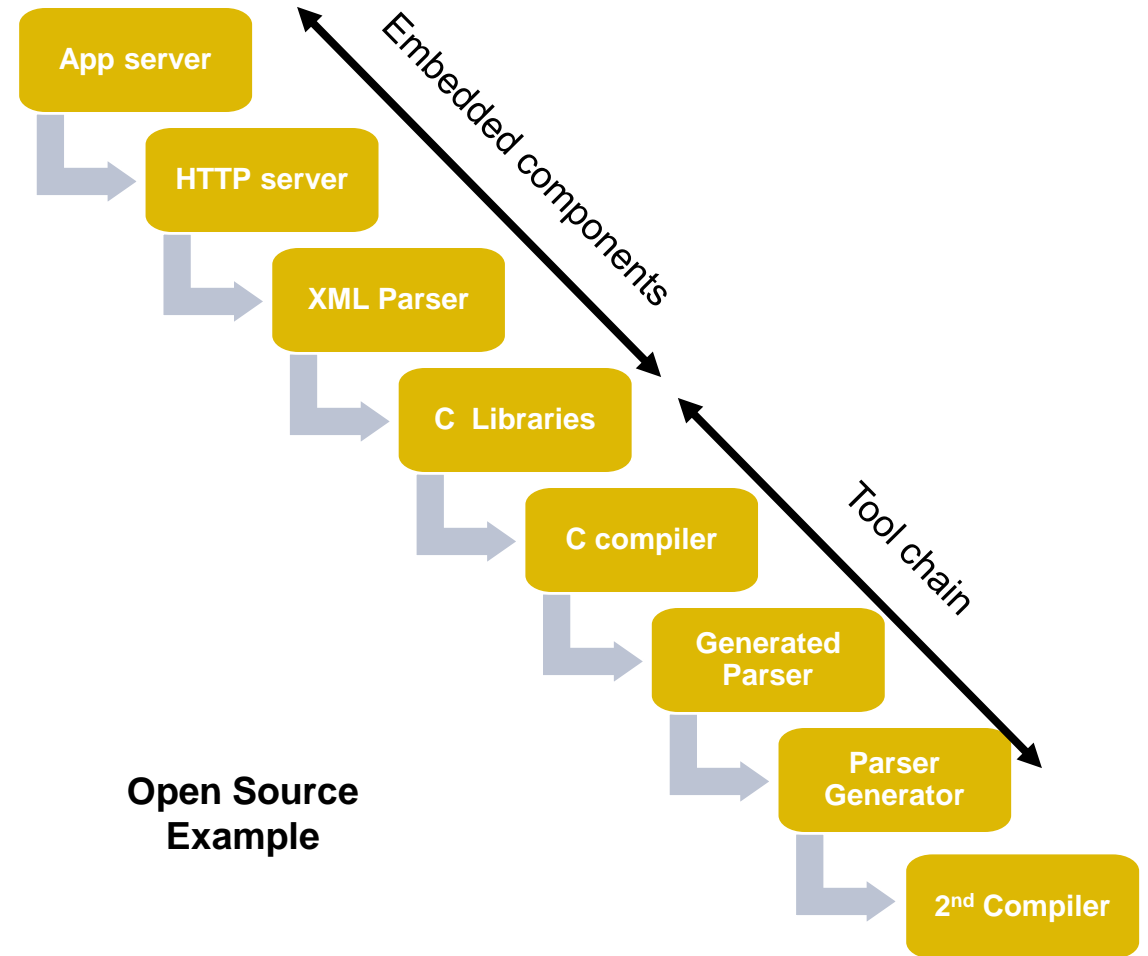 App server
Embedded components
HTTP server
XML Parser
C Libraries
C compiler
Tool chain
Generated
Parser
Parser
Generator
Open Source
Example
2nd Compiler